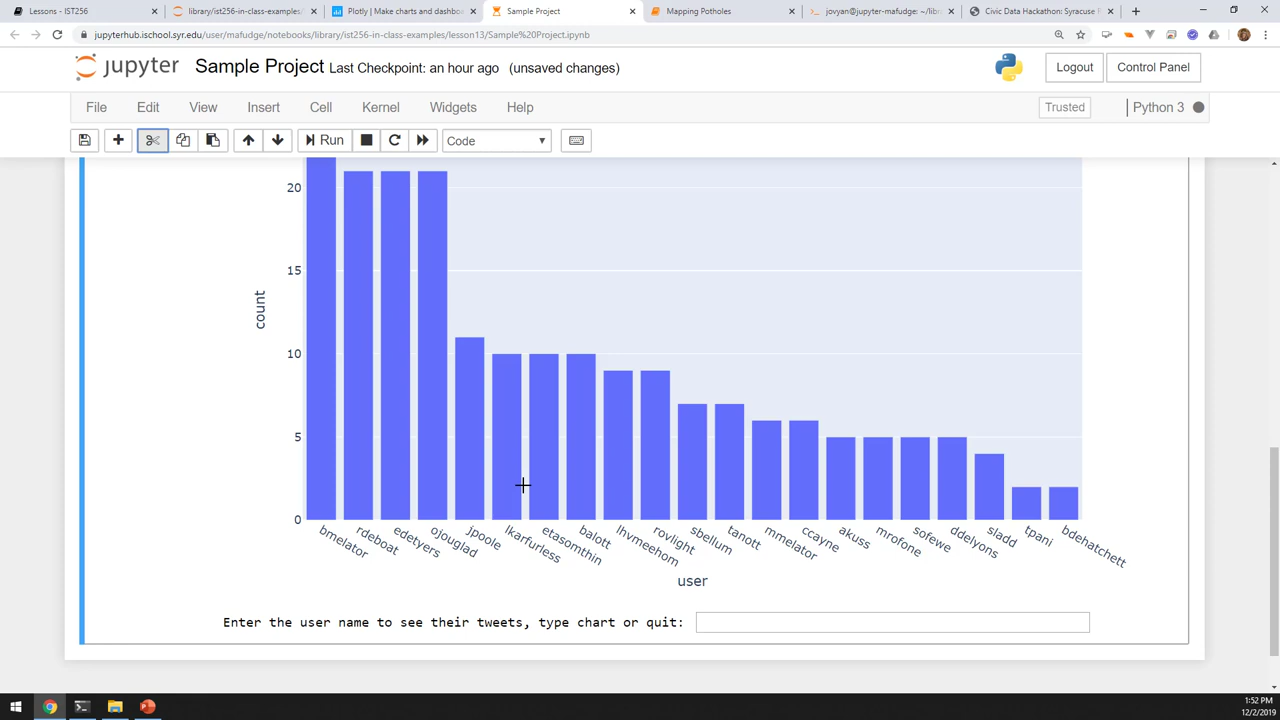 Lessons - IST256
library/ist256-in-class-examples/
Plotly | Make charts and dashbo
Sample Project
Mapping Potholes
jovyan@jupyter-mafudge: ~/libr
Civic Data Hackathon: Syracuse R
jupyterhub.ischool.syr.edu/user/mafudge/notebooks/library/ist256-in-class-examples/lesson13/Sample%20Project.ipynb
jupyter Sample Project Last Checkpoint: an hour ago (unsaved changes)
Logout
Control Panel
File Edit View Insert Cell Kernel Widgets Help
Trusted
Python 3
Run
Code
20
15
10
5
0
count
bmelator
rdeboat
edetyers
ojouglad
jpoole
lkarfurless
etasomthin
balott
lhvmeehom
rovlight
sbellum
tanott
mmelator
ccayne
akuss
mrofone
sofewe
ddelyons
sladd
tpani
bdehatchett
user
Enter the user name to see their tweets, type chart or quit:
1:52 PM
12/2/2019